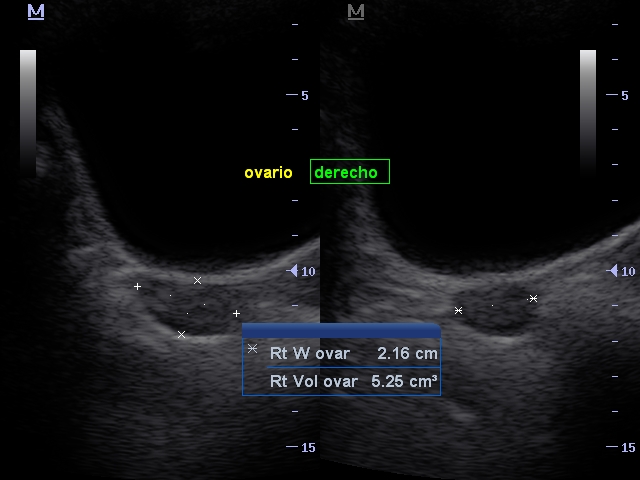 M M
5 5
ovario derecho
10 10
Rt W ovar 2.16 cm
Rt Vol ovar 5.25 cm³
15 15